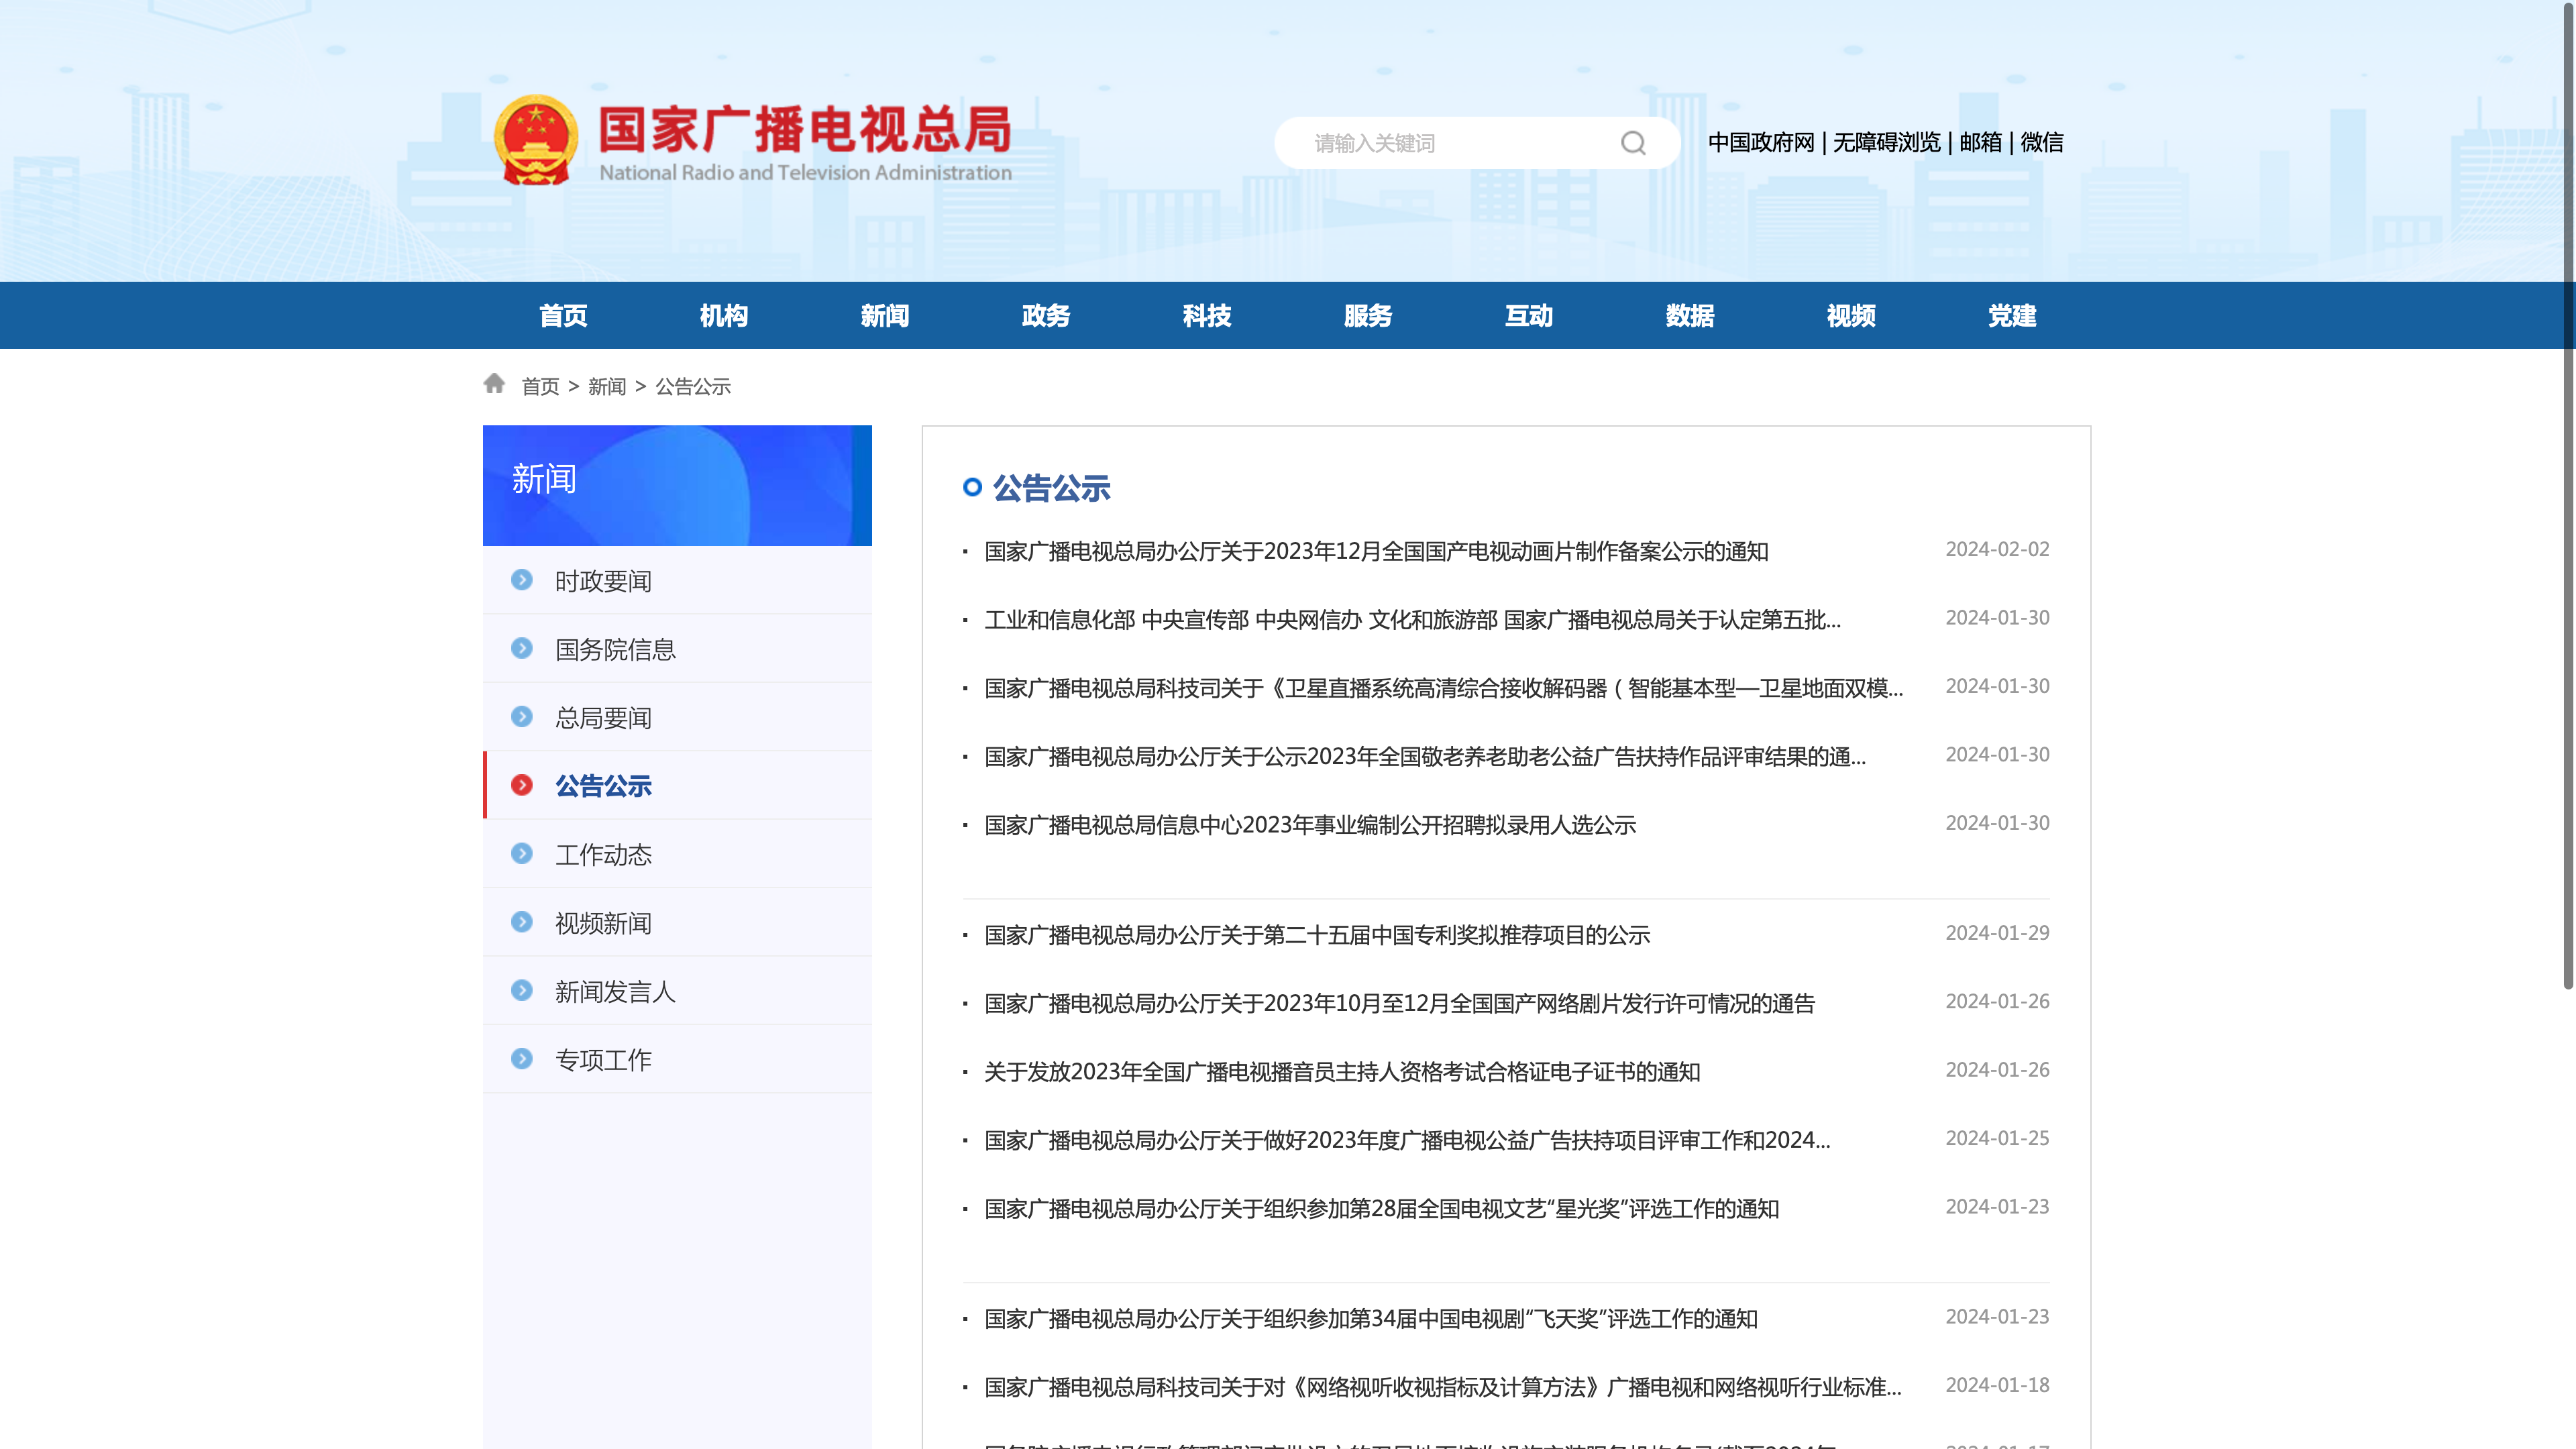 国家广播电视总局
National Radio and Television Administration
请输入关键词
中国政府网 | 无障碍浏览 | 邮箱 | 微信
首页 机构 新闻 政务 科技 服务 互动 数据 视频 党建
首页 > 新闻 > 公告公示
新闻
时政要闻
国务院信息
总局要闻
公告公示
工作动态
视频新闻
新闻发言人
专项工作
公告公示
国家广播电视总局办公厅关于2023年12月全国国产电视动画片制作备案公示的通知 2024-02-02
工业和信息化部 中央宣传部 中央网信办 文化和旅游部 国家广播电视总局关于认定第五批... 2024-01-30
国家广播电视总局科技司关于《卫星直播系统高清综合接收解码器（智能基本型—卫星地面双模... 2024-01-30
国家广播电视总局办公厅关于公示2023年全国敬老养老助老公益广告扶持作品评审结果的通... 2024-01-30
国家广播电视总局信息中心2023年事业编制公开招聘拟录用人选公示 2024-01-30
国家广播电视总局办公厅关于第二十五届中国专利奖拟推荐项目的公示 2024-01-29
国家广播电视总局办公厅关于2023年10月至12月全国国产网络剧片发行许可情况的通告 2024-01-26
关于发放2023年全国广播电视播音员主持人资格考试合格证电子证书的通知 2024-01-26
国家广播电视总局办公厅关于做好2023年度广播电视公益广告扶持项目评审工作和2024... 2024-01-25
国家广播电视总局办公厅关于组织参加第28届全国电视文艺“星光奖”评选工作的通知 2024-01-23
国家广播电视总局办公厅关于组织参加第34届中国电视剧“飞天奖”评选工作的通知 2024-01-23
国家广播电视总局科技司关于对《网络视听收视指标及计算方法》广播电视和网络视听行业标准... 2024-01-18